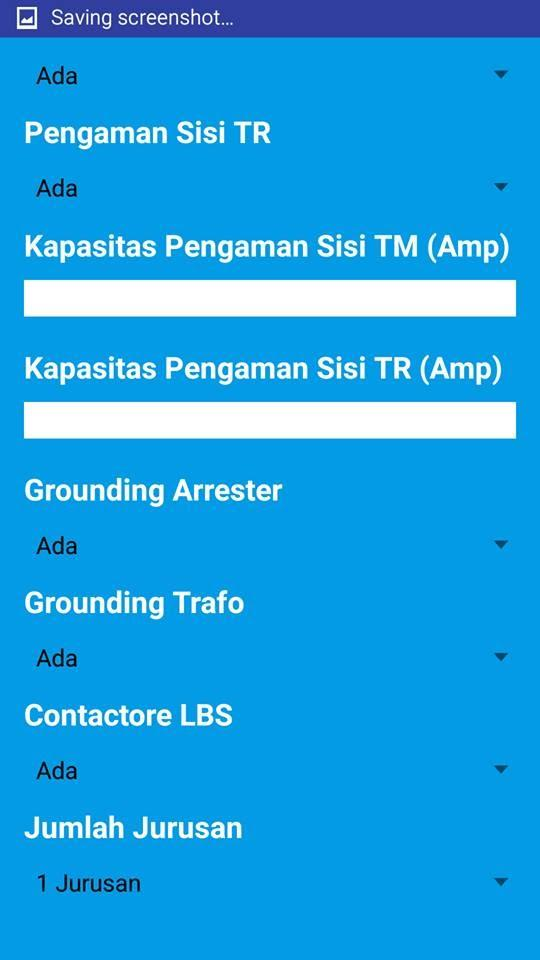 Saving screenshot...
Ada
Pengaman Sisi TR
Ada
Kapasitas Pengaman Sisi TM (Amp)
Kapasitas Pengaman Sisi TR (Amp)
Grounding Arrester
Ada
Grounding Trafo
Ada
Contactore LBS
Ada
Jumlah Jurusan
1 Jurusan